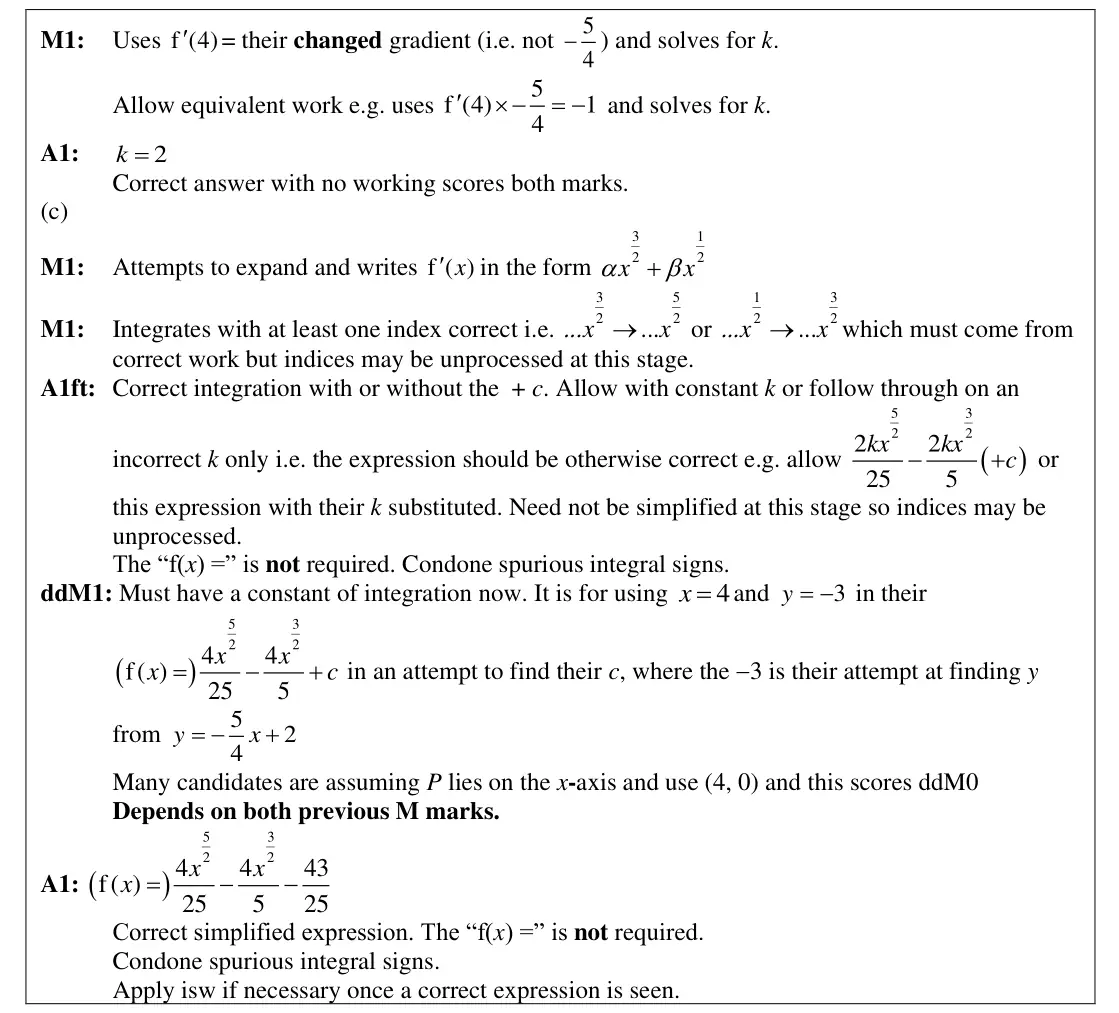 M1: Uses f′(4) = their changed gradient (i.e. not −5/4) and solves for k.
Allow equivalent work e.g. uses f′(4) × −5/4 = −1 and solves for k.
A1: k = 2
Correct answer with no working scores both marks.
(c)
M1: Attempts to expand and writes f′(x) in the form αx^(3/2) + βx^(1/2)
M1: Integrates with at least one index correct i.e. ...x^(3/2) → ...x^(5/2) or ...x^(1/2) → ...x^(3/2) which must come from
correct work but indices may be unprocessed at this stage.
A1ft: Correct integration with or without the + c. Allow with constant k or follow through on an
incorrect k only i.e. the expression should be otherwise correct e.g. allow 2kx^(5/2)/25 − 2kx^(3/2)/5 (+c) or
this expression with their k substituted. Need not be simplified at this stage so indices may be
unprocessed.
The “f(x) =” is not required. Condone spurious integral signs.
ddM1: Must have a constant of integration now. It is for using x = 4 and y = −3 in their
(f(x) =) 4x^(5/2)/25 − 4x^(3/2)/5 + c in an attempt to find their c, where the −3 is their attempt at finding y
from y = −5/4 x + 2
Many candidates are assuming P lies on the x-axis and use (4, 0) and this scores ddM0
Depends on both previous M marks.
A1: (f(x) =) 4x^(5/2)/25 − 4x^(3/2)/5 − 43/25
Correct simplified expression. The “f(x) =” is not required.
Condone spurious integral signs.
Apply isw if necessary once a correct expression is seen.